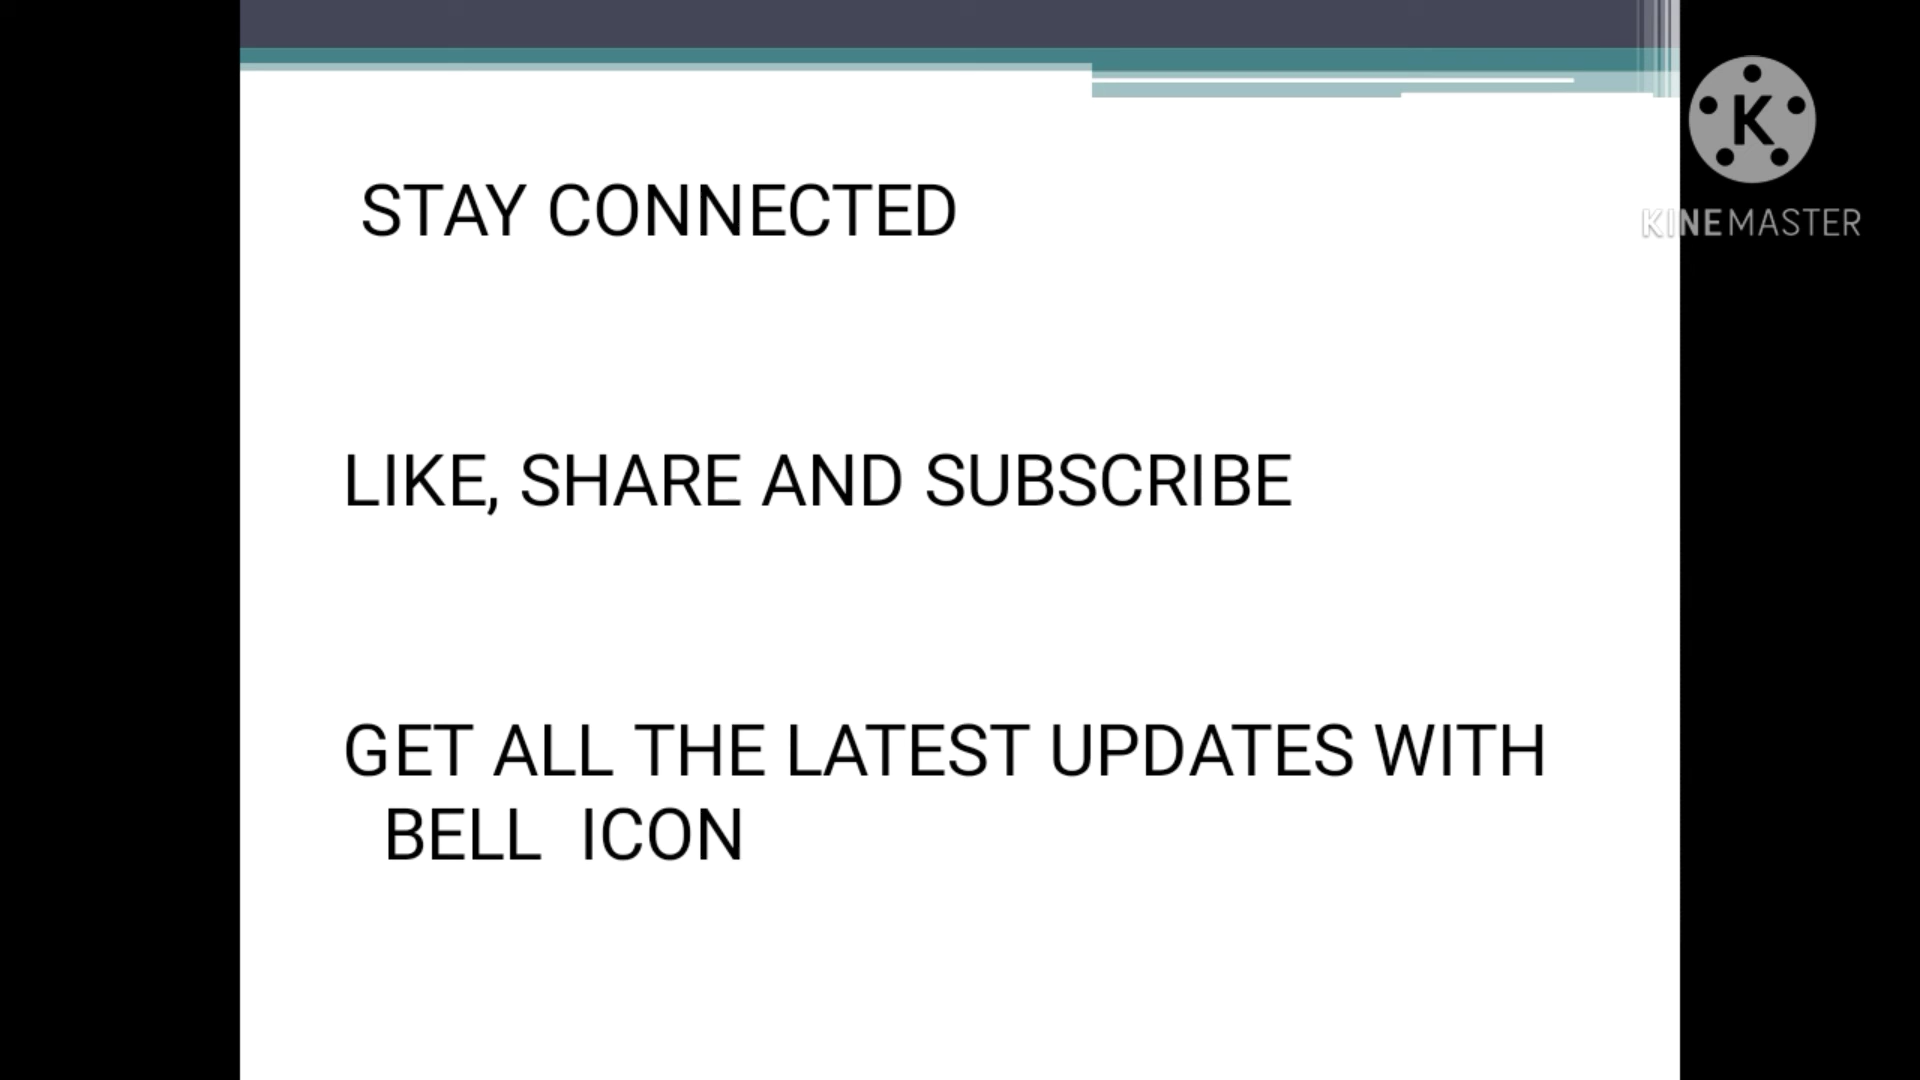 STAY CONNECTED
K
KINEMASTER
LIKE, SHARE AND SUBSCRIBE
GET ALL THE LATEST UPDATES WITH
BELL ICON